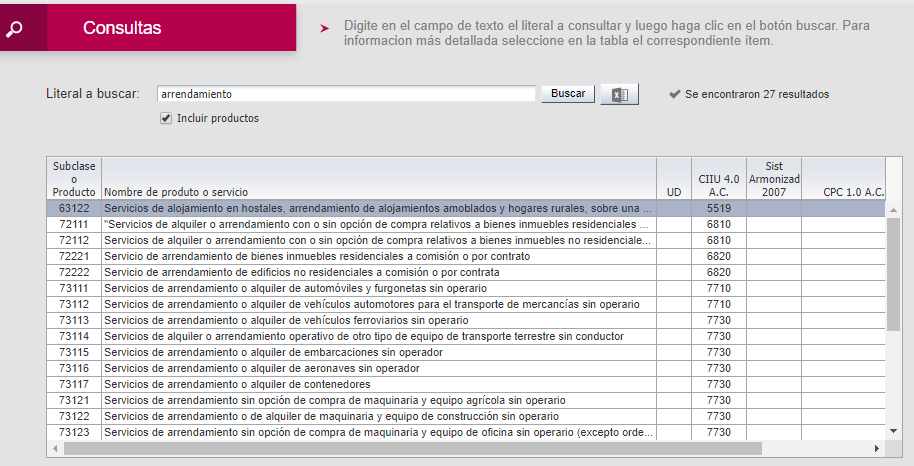 Consultas
Digite en el campo de texto el literal a consultar y luego haga clic en el botón buscar. Para
informacion más detallada seleccione en la tabla el correspondiente ítem.
Literal a buscar: arrendamiento Buscar Se encontraron 27 resultados
Incluir productos
Subclase o Producto Nombre de produto o servicio UD CIIU 4.0 A.C. Sist Armonizad 2007 CPC 1.0 A.C.
63122 Servicios de alojamiento en hostales, arrendamiento de alojamientos amoblados y hogares rurales, sobre una ... 5519
72111 "Servicios de alquiler o arrendamiento con o sin opción de compra relativos a bienes inmuebles residenciales ... 6810
72112 Servicios de alquiler o arrendamiento con o sin opción de compra relativos a bienes inmuebles no residenciale... 6810
72221 Servicio de arrendamiento de bienes inmuebles residenciales a comisión o por contrato 6820
72222 Servicio de arrendamiento de edificios no residenciales a comisión o por contrata 6820
73111 Servicios de arrendamiento o alquiler de automóviles y furgonetas sin operario 7710
73112 Servicios de arrendamiento o alquiler de vehículos automotores para el transporte de mercancías sin operario 7710
73113 Servicios de arrendamiento o alquiler de vehículos ferroviarios sin operario 7730
73114 Servicios de alquiler o arrendamiento operativo de otro tipo de equipo de transporte terrestre sin conductor 7730
73115 Servicios de arrendamiento o alquiler de embarcaciones sin operador 7730
73116 Servicios de arrendamiento o alquiler de aeronaves sin operador 7730
73117 Servicios de arrendamiento o alquiler de contenedores 7730
73121 Servicios de arrendamiento sin opción de compra de maquinaria y equipo agrícola sin operario 7730
73122 Servicios de arrendamiento o de alquiler de maquinaria y equipo de construcción sin operario 7730
73123 Servicios de arrendamiento sin opción de compra de maquinaria y equipo de oficina sin operario (excepto orde... 7730